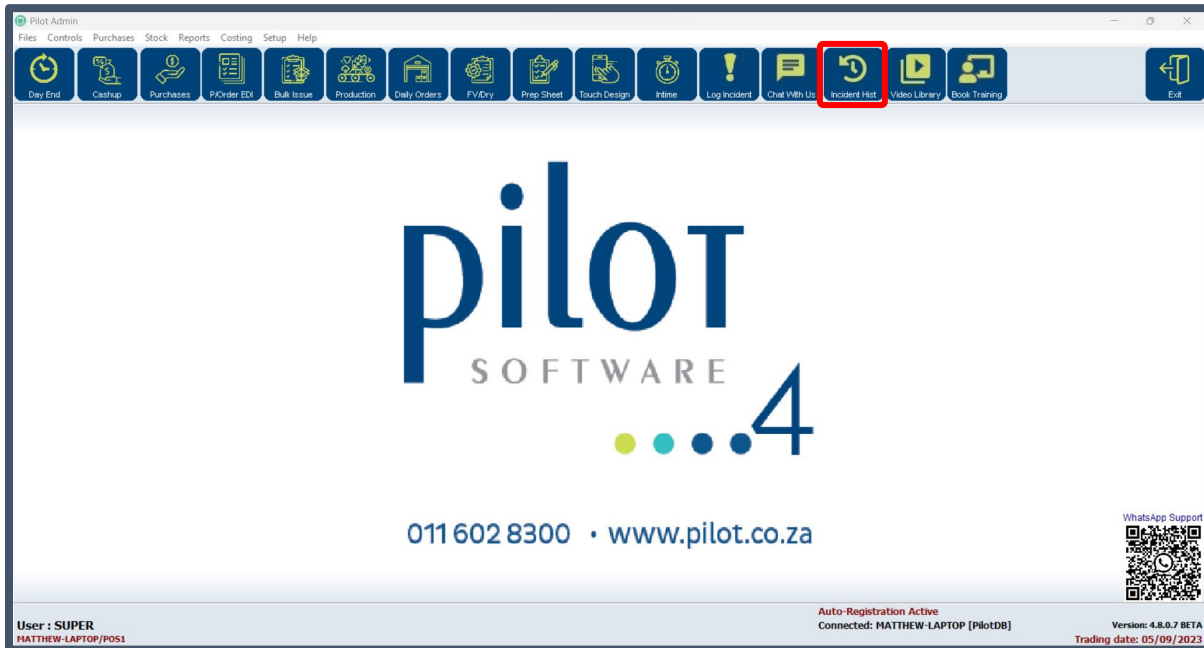 Pilot Admin
Files Controls Purchases Stock Reports Costing Setup Help
Day End Cashup Purchases P/Order EDI Bulk Issue Production Daily Orders FV/Dry Prep Sheet Touch Design Intime Log Incident Chat With Us Incident Hist Video Library Book Training Exit
pilot
SOFTWARE
4
011 602 8300 • www.pilot.co.za
WhatsApp Support
Auto-Registration Active
User : SUPER Connected: MATTHEW-LAPTOP [PilotDB] Version: 4.8.0.7 BETA
MATTHEW-LAPTOP/POS1 Trading date: 05/09/2023